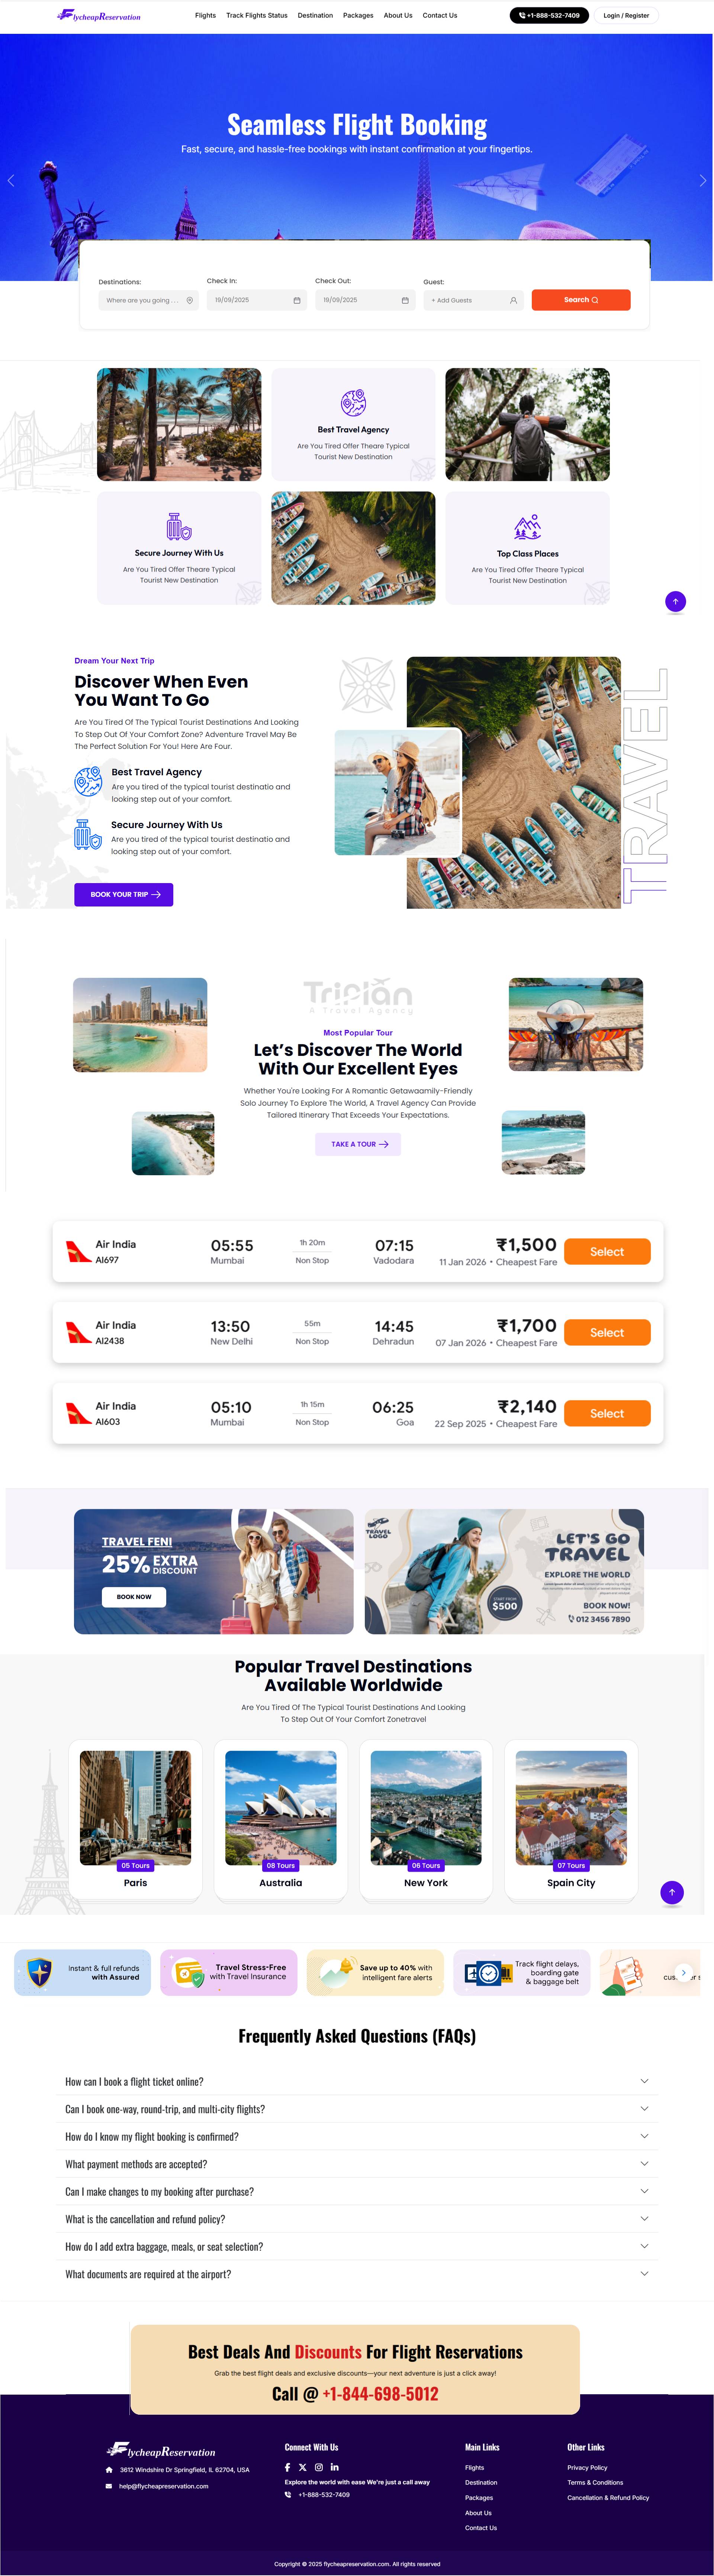 FlycheapReservation
Flights
Track Flights Status
Destination
Packages
About Us
Contact Us
+1-888-532-7409
Login / Register
Seamless Flight Booking
Fast, secure, and hassle-free bookings with instant confirmation at your fingertips.
Destinations:
Check In:
Check Out:
Guest:
Where are you going . . .
19/09/2025
19/09/2025
+ Add Guests
Search
Best Travel Agency
Are You Tired Offer Theare Typical
Tourist New Destination
Secure Journey With Us
Are You Tired Offer Theare Typical
Tourist New Destination
Top Class Places
Are You Tired Offer Theare Typical
Tourist New Destination
Dream Your Next Trip
Discover When Even
You Want To Go
Are You Tired Of The Typical Tourist Destinations And Looking
To Step Out Of Your Comfort Zone? Adventure Travel May Be
The Perfect Solution For You! Here Are Four.
Best Travel Agency
Are you tired of the typical tourist destinatio and
looking step out of your comfort.
Secure Journey With Us
Are you tired of the typical tourist destinatio and
looking step out of your comfort.
BOOK YOUR TRIP
TRAVEL
Triplan
A Travel Agency
Most Popular Tour
Let's Discover The World
With Our Excellent Eyes
Whether You're Looking For A Romantic Getawaamily-Friendly
Solo Journey To Explore The World, A Travel Agency Can Provide
Tailored Itinerary That Exceeds Your Expectations.
TAKE A TOUR
Air India
AI697
05:55
Mumbai
1h 20m
Non Stop
07:15
Vadodara
₹1,500
11 Jan 2026 • Cheapest Fare
Select
Air India
AI2438
13:50
New Delhi
55m
Non Stop
14:45
Dehradun
₹1,700
07 Jan 2026 • Cheapest Fare
Select
Air India
AI603
05:10
Mumbai
1h 15m
Non Stop
06:25
Goa
₹2,140
22 Sep 2025 • Cheapest Fare
Select
TRAVEL FENI
25% EXTRA
DISCOUNT
BOOK NOW
TRAVEL
LOGO
START FROM
$500
LET'S GO
TRAVEL
EXPLORE THE WORLD
BOOK NOW!
012 3456 7890
Popular Travel Destinations
Available Worldwide
Are You Tired Of The Typical Tourist Destinations And Looking
To Step Out Of Your Comfort Zonetravel
05 Tours
Paris
08 Tours
Australia
06 Tours
New York
07 Tours
Spain City
Instant & full refunds
with Assured
Travel Stress-Free
with Travel Insurance
Save up to 40% with
intelligent fare alerts
Track flight delays,
boarding gate
& baggage belt
Frequently Asked Questions (FAQs)
How can I book a flight ticket online?
Can I book one-way, round-trip, and multi-city flights?
How do I know my flight booking is confirmed?
What payment methods are accepted?
Can I make changes to my booking after purchase?
What is the cancellation and refund policy?
How do I add extra baggage, meals, or seat selection?
What documents are required at the airport?
Best Deals And Discounts For Flight Reservations
Grab the best flight deals and exclusive discounts—your next adventure is just a click away!
Call @ +1-844-698-5012
FlycheapReservation
3612 Windshire Dr Springfield, IL 62704, USA
help@flycheapreservation.com
Connect With Us
Explore the world with ease We're just a call away
+1-888-532-7409
Main Links
Flights
Destination
Packages
About Us
Contact Us
Other Links
Privacy Policy
Terms & Conditions
Cancellation & Refund Policy
Copyright © 2025 flycheapreservation.com. All rights reserved